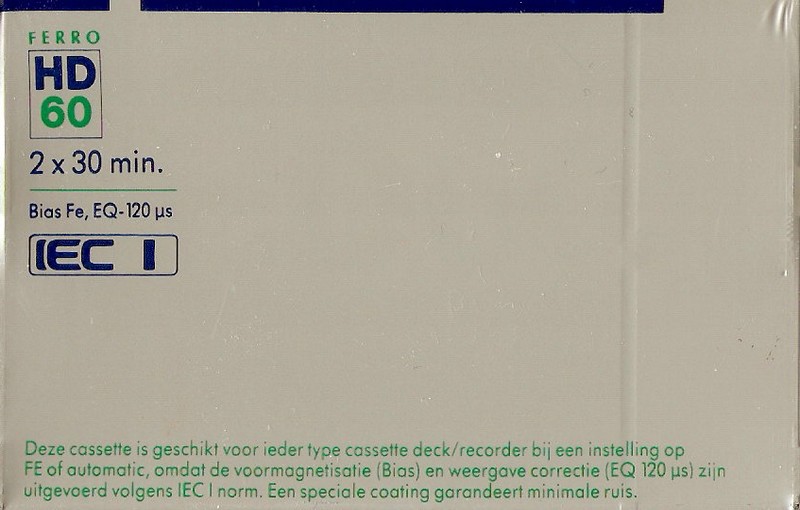 FERRO
HD
60
2 x 30 min.
Bias Fe, EQ-120 µs
IEC I
Deze cassette is geschikt voor ieder type cassette deck/recorder bij een instelling op
FE of automatic, omdat de voormagnetisatie (Bias) en weergave correctie (EQ 120 µs) zijn
uitgevoerd volgens IEC I norm. Een speciale coating garandeert minimale ruis.